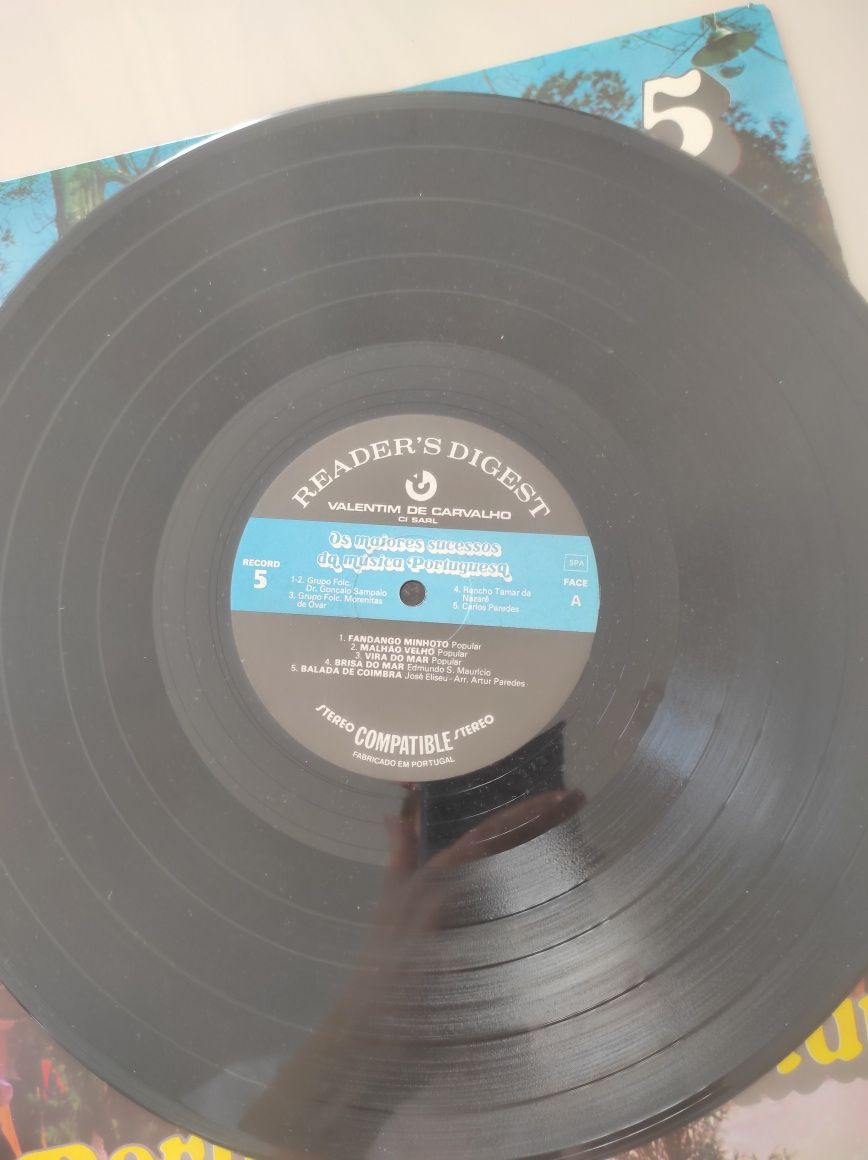 5
READER'S DIGEST
VALENTIM DE CARVALHO
CI SARL
Os maiores sucessos
da música Portuguesa
RECORD
5
SPA
FACE
A
1-2. Grupo Folc.
Dr. Gonçalo Sampaio
3. Grupo Folc. Morenitas
de Ovar
4. Rancho Tamar da
Nazaré
5. Carlos Paredes
1. FANDANGO MINHOTO Popular
2. MALHÃO VELHO Popular
3. VIRA DO MAR Popular
4. BRISA DO MAR Edmundo S. Maurício
5. BALADA DE COIMBRA José Eliseu - Arr. Artur Paredes
STEREO COMPATIBLE STEREO
FABRICADO EM PORTUGAL